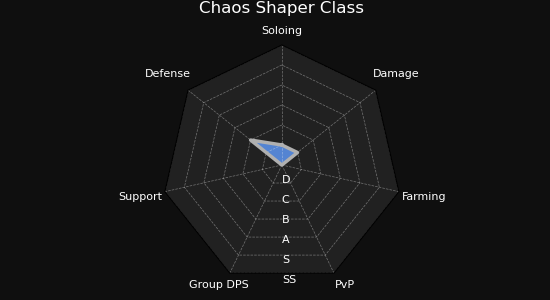 Chaos Shaper Class
Soloing
Defense
Damage
Support
Farming
D
C
B
A
S
SS
Group DPS
PvP